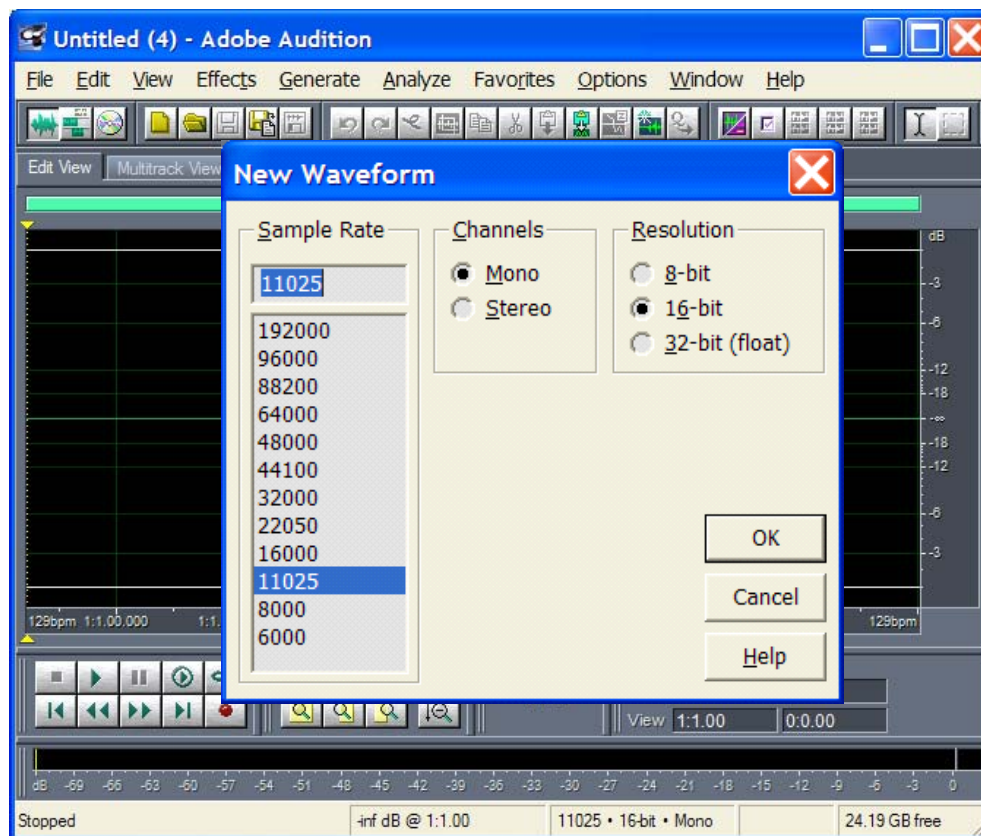 Untitled (4) - Adobe Audition
File Edit View Effects Generate Analyze Favorites Options Window Help
Edit View Multitrack View
New Waveform
Sample Rate
11025
192000
96000
88200
64000
48000
44100
32000
22050
16000
11025
8000
6000
Channels
Mono
Stereo
Resolution
8-bit
16-bit
32-bit (float)
OK
Cancel
Help
dB
-3
-6
-12
-18
-∞
-18
-12
-6
-3
129bpm 1:1.00.000 1:1. 129bpm
View 1:1.00 0:0.00
dB -69 -66 -63 -60 -57 -54 -51 -48 -45 -42 -39 -36 -33 -30 -27 -24 -21 -18 -15 -12 -9 -6 -3 0
Stopped -inf dB @ 1:1.00 11025 • 16-bit • Mono 24.19 GB free